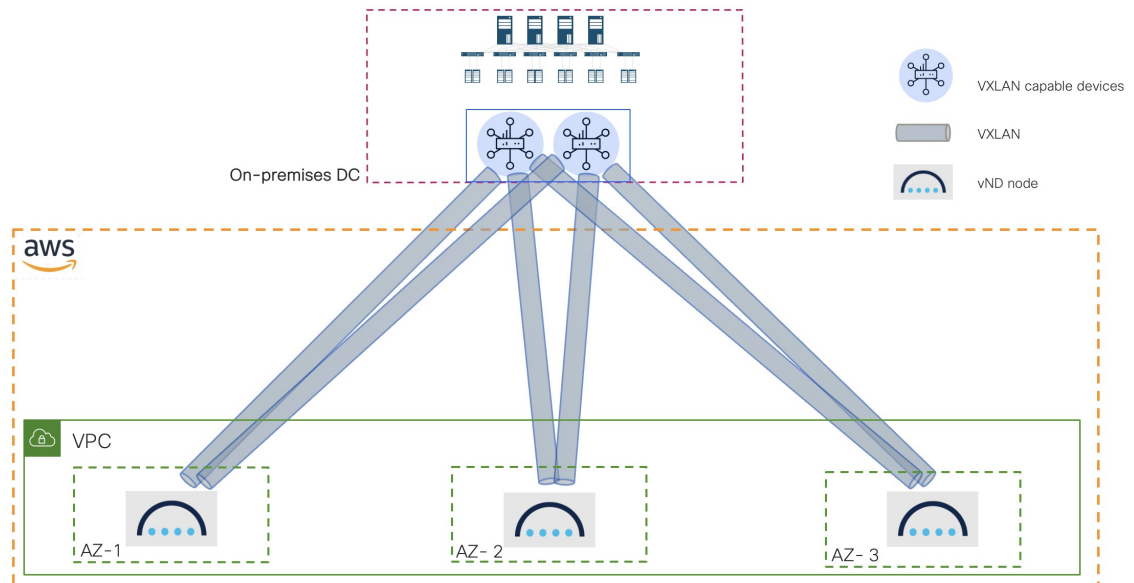 VXLAN capable devices
VXLAN
On-premises DC
vND node
aws
VPC
AZ-1
AZ- 2
AZ- 3